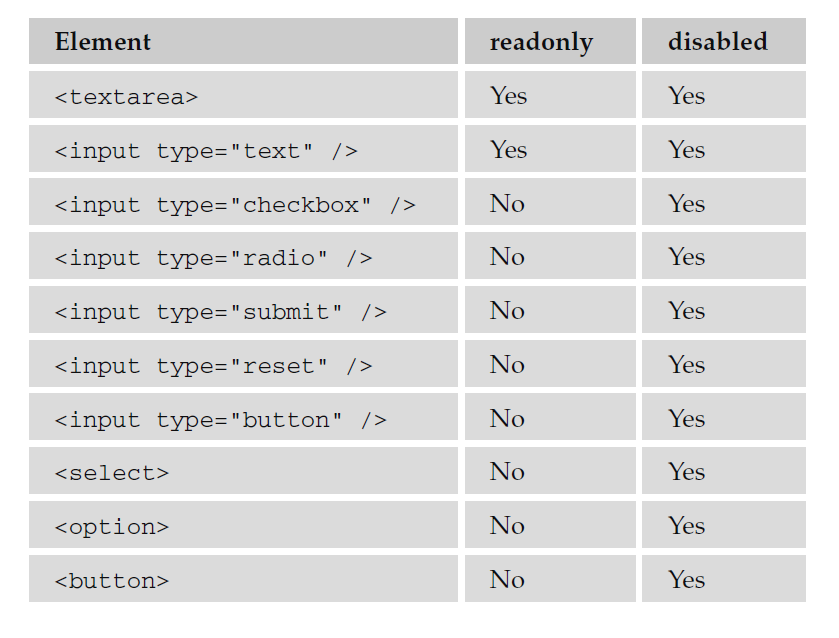 Element readonly disabled
<textarea> Yes Yes
<input type="text" /> Yes Yes
<input type="checkbox" /> No Yes
<input type="radio" /> No Yes
<input type="submit" /> No Yes
<input type="reset" /> No Yes
<input type="button" /> No Yes
<select> No Yes
<option> No Yes
<button> No Yes